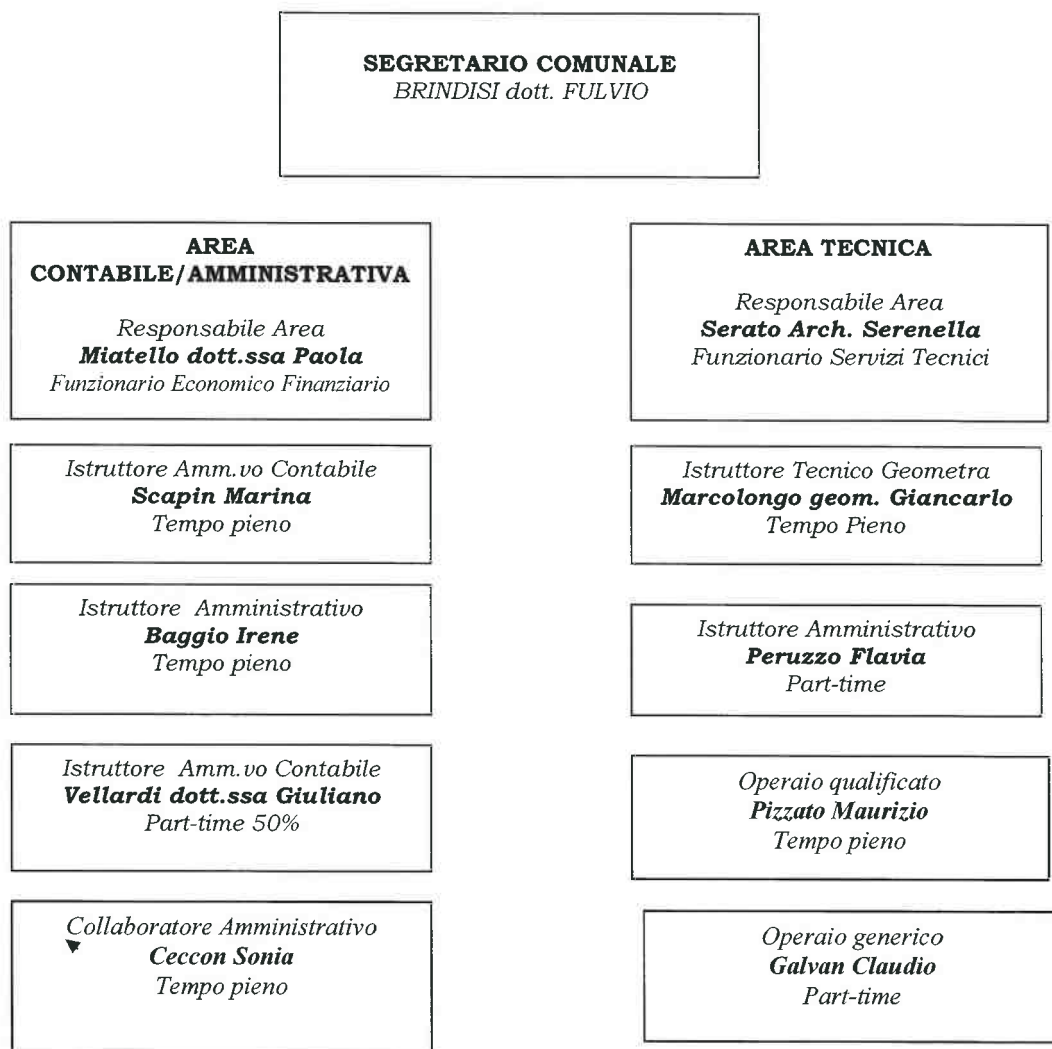 SEGRETARIO COMUNALE
BRINDISI dott. FULVIO
AREA
CONTABILE/AMMINISTRATIVA
Responsabile Area
Miatello dott.ssa Paola
Funzionario Economico Finanziario
Istruttore Amm.vo Contabile
Scapin Marina
Tempo pieno
Istruttore Amministrativo
Baggio Irene
Tempo pieno
Istruttore Amm.vo Contabile
Vellardi dott.ssa Giuliano
Part-time 50%
Collaboratore Amministrativo
Ceccon Sonia
Tempo pieno
AREA TECNICA
Responsabile Area
Serato Arch. Serenella
Funzionario Servizi Tecnici
Istruttore Tecnico Geometra
Marcolongo geom. Giancarlo
Tempo Pieno
Istruttore Amministrativo
Peruzzo Flavia
Part-time
Operaio qualificato
Pizzato Maurizio
Tempo pieno
Operaio generico
Galvan Claudio
Part-time